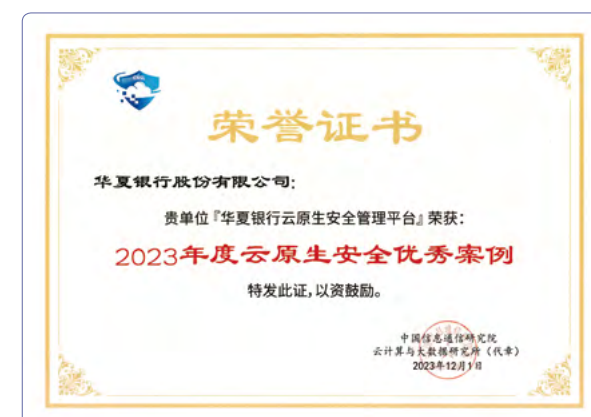 荣誉证书
华夏银行股份有限公司:
贵单位『华夏银行云原生安全管理平台』荣获:
2023年度云原生安全优秀案例
特发此证,以资鼓励。
中国信息通信研究院
云计算与大数据研究所（代章）
2023年12月1日